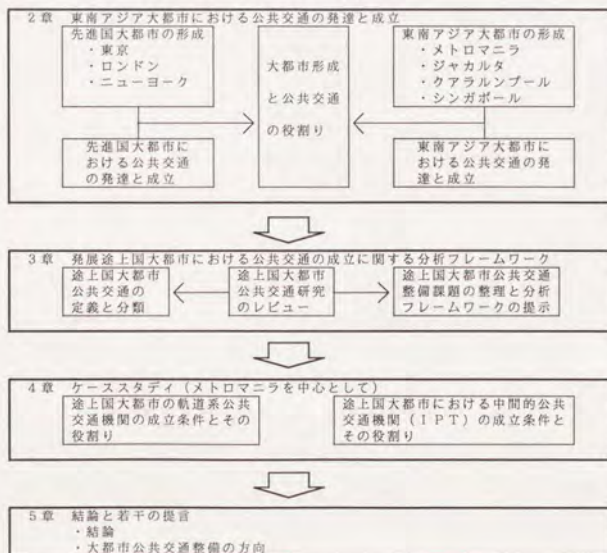 2章 東南アジア大都市における公共交通の発達と成立
先進国大都市の形成
・東京
・ロンドン
・ニューヨーク
先進国大都市に
おける公共交通
の発達と成立
大都市形成
と公共交通
の役割り
東南アジア大都市の形成
・メトロマニラ
・ジャカルタ
・クアラルンプール
・シンガポール
東南アジア大都市に
おける公共交通の発
達と成立
3章 発展途上国大都市における公共交通の成立に関する分析フレームワーク
途上国大都市
公共交通の
定義と分類
途上国大都市
公共交通研究
のレビュー
途上国大都市公共交通
整備課題の整理と分析
フレームワークの提示
4章 ケーススタディ(メトロマニラを中心として)
途上国大都市の軌道系公共
交通機関の成立条件とその
役割り
途上国大都市における中間的公共
交通機関(IPT)の成立条件と
その役割り
5章 結論と若干の提言
・結論
・大都市公共交通整備の方向